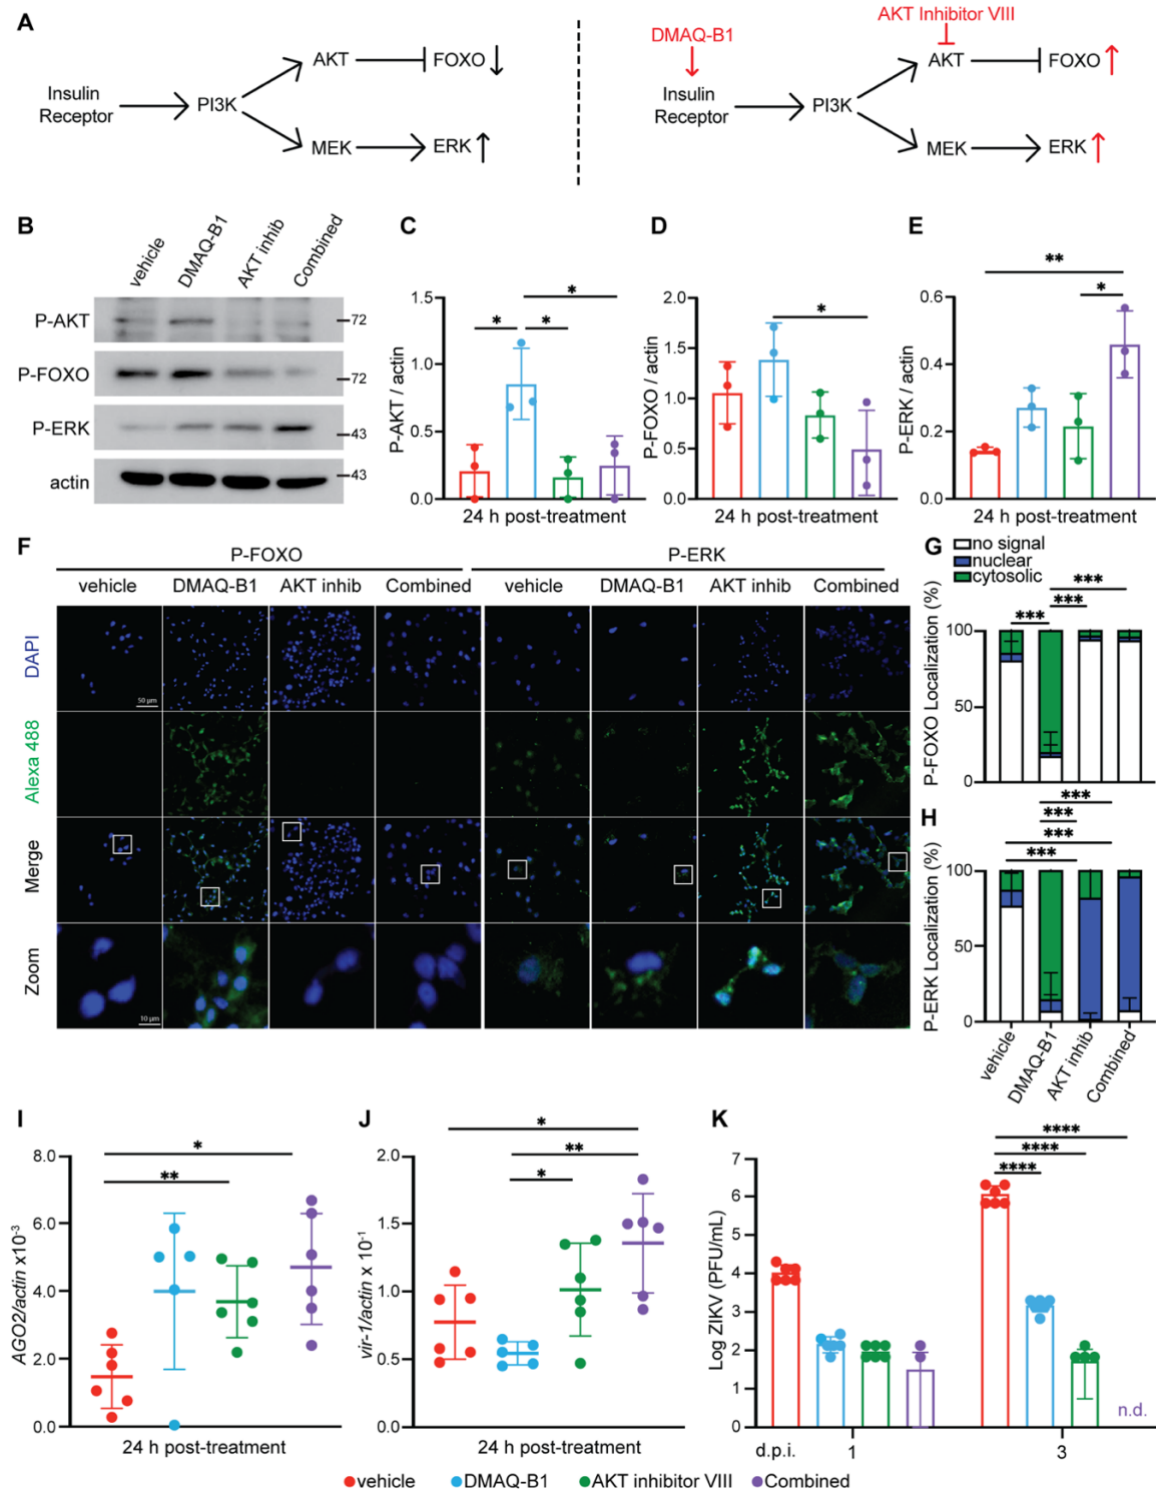 A
Insulin
Receptor
PI3K
AKT
FOXO
MEK
ERK
DMAQ-B1
AKT Inhibitor VIII
Insulin
Receptor
PI3K
AKT
FOXO
MEK
ERK
B
vehicle
DMAQ-B1
AKT inhib
Combined
P-AKT
72
P-FOXO
72
P-ERK
43
actin
43
C
P-AKT / actin
1.5
1.0
0.5
0.0
*
*
*
24 h post-treatment
D
P-FOXO / actin
2.0
1.5
1.0
0.5
0.0
*
24 h post-treatment
E
P-ERK / actin
0.6
0.4
0.2
0.0
**
*
24 h post-treatment
F
P-FOXO
P-ERK
vehicle
DMAQ-B1
AKT inhib
Combined
vehicle
DMAQ-B1
AKT inhib
Combined
DAPI
50 µm
Alexa 488
Merge
Zoom
10 µm
G
no signal
nuclear
cytosolic
P-FOXO Localization (%)
100
50
0
***
***
***
H
P-ERK Localization (%)
100
50
0
***
***
***
***
vehicle
DMAQ-B1
AKT inhib
Combined
I
AGO2/actin x10-3
8.0
6.0
4.0
2.0
0.0
*
**
24 h post-treatment
J
vir-1/actin x 10-1
2.0
1.5
1.0
0.5
0.0
*
**
*
24 h post-treatment
K
Log ZIKV (PFU/mL)
7
6
5
4
3
2
1
0
****
****
****
n.d.
d.p.i.
1
3
vehicle
DMAQ-B1
AKT inhibitor VIII
Combined